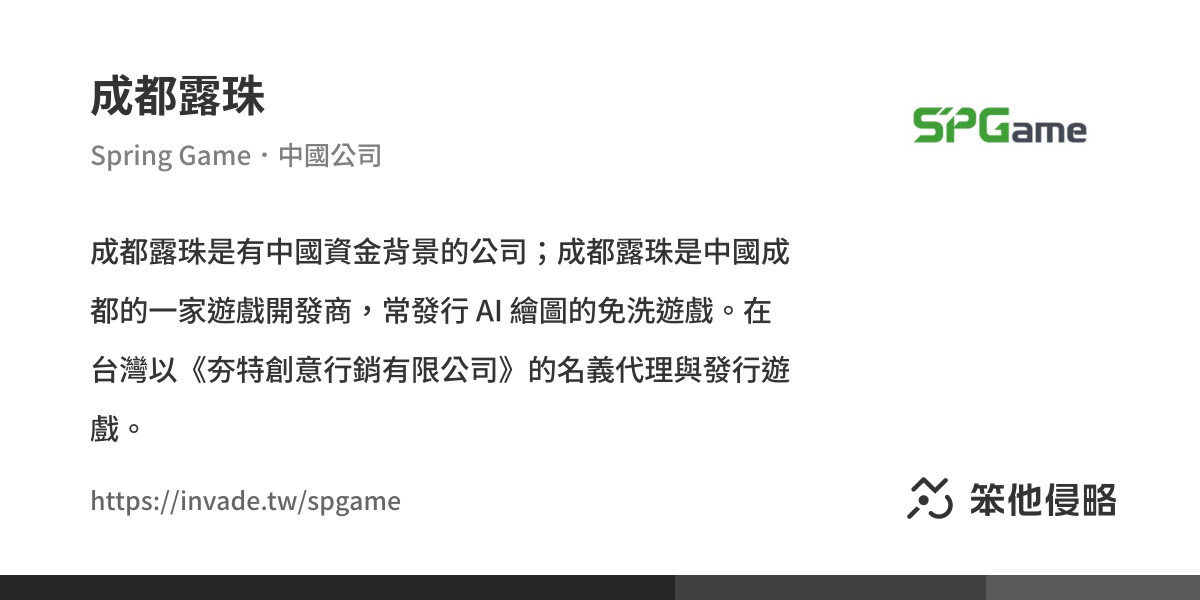 成都露珠
SPGame
Spring Game・中國公司
成都露珠是有中國資金背景的公司；成都露珠是中國成
都的一家遊戲開發商，常發行 AI 繪圖的免洗遊戲。在
台灣以《夯特創意行銷有限公司》的名義代理與發行遊
戲。
https://invade.tw/spgame
笨他侵略